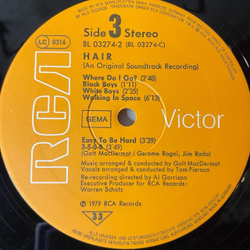 Side 3 Stereo
LC 0316
BL 03274-2 (BL 03274-C)
HAIR
(An Original Soundtrack Recording)
Where Do I Go? (2'48)
Black Boys (1'11)
White Boys (2'35)
Walking In Space (6'13)
RCA
GEMA
Victor
Easy To Be Hard (3'39)
3-5-0-0 (3'39)
(Galt MacDermot / Gerome Ragni, Jim Rado)
Music arranged & conducted by Galt MacDermot
Vocals arranged & conducted by Tom Pierson
Re-recording directed by Al Garrison
Executive Producer for RCA Records:
Warren Schatz
℗ 1979 RCA Records
33